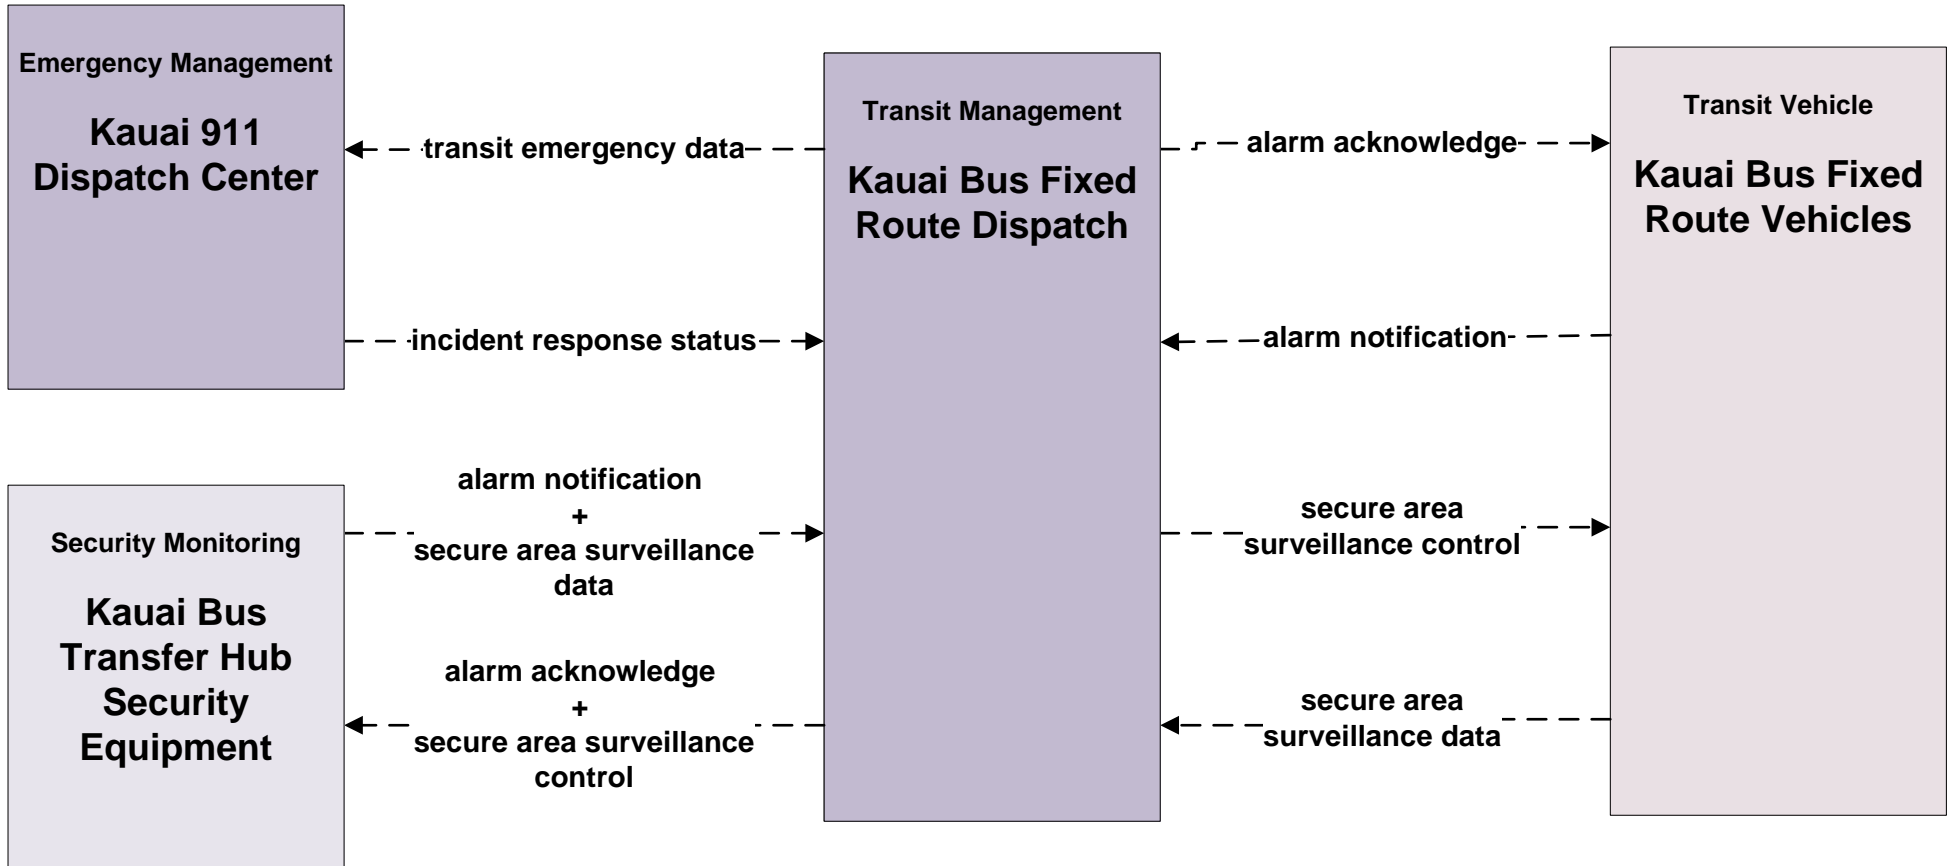 Emergency Management
Kauai 911
Dispatch Center
transit emergency data
incident response status
Security Monitoring
Kauai Bus
Transfer Hub
Security
Equipment
alarm notification
+
secure area surveillance
data
alarm acknowledge
+
secure area surveillance
control
Transit Management
Kauai Bus Fixed
Route Dispatch
alarm acknowledge
alarm notification
secure area
surveillance control
secure area
surveillance data
Transit Vehicle
Kauai Bus Fixed
Route Vehicles